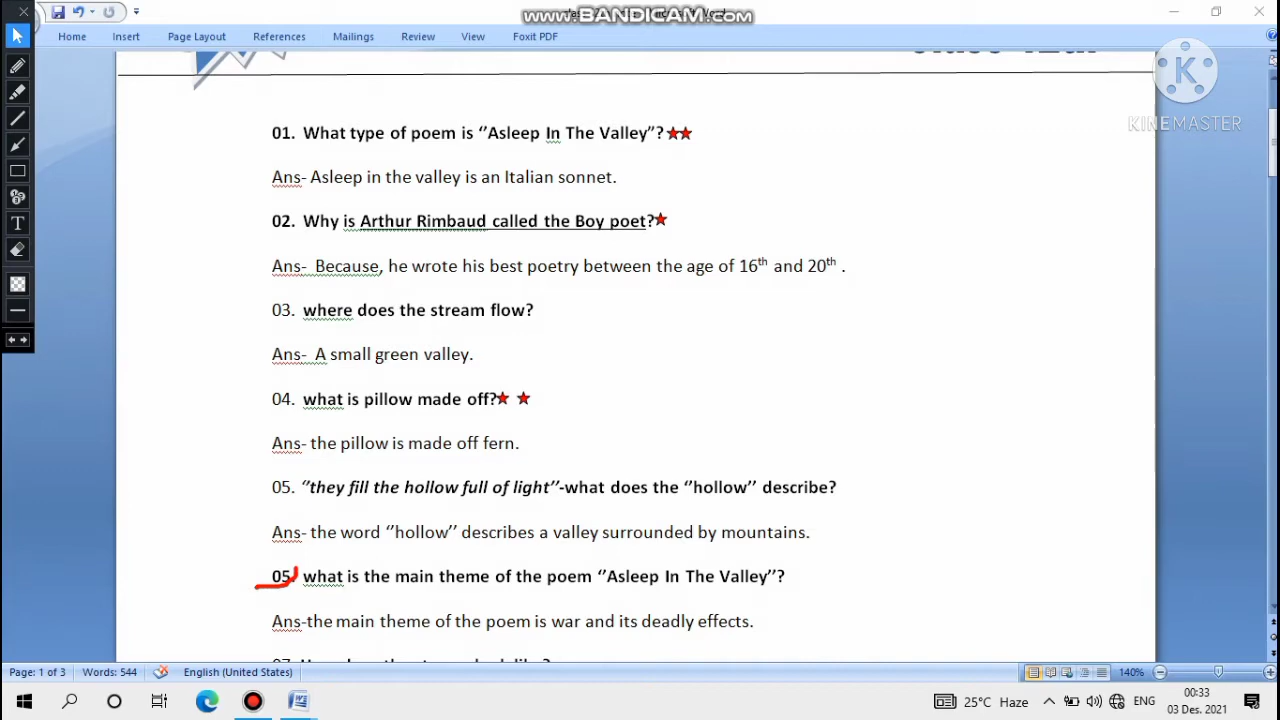 www.BANDICAM.com
Home Insert Page Layout References Mailings Review View Foxit PDF
K
KINEMASTER
01. What type of poem is ‘’Asleep In The Valley’’?
Ans- Asleep in the valley is an Italian sonnet.
02. Why is Arthur Rimbaud called the Boy poet?
Ans- Because, he wrote his best poetry between the age of 16th and 20th .
03. where does the stream flow?
Ans- A small green valley.
04. what is pillow made off?
Ans- the pillow is made off fern.
05. ‘’they fill the hollow full of light’’-what does the ‘’hollow’’ describe?
Ans- the word ‘’hollow’’ describes a valley surrounded by mountains.
05. what is the main theme of the poem ‘’Asleep In The Valley’’?
Ans-the main theme of the poem is war and its deadly effects.
Page: 1 of 3 Words: 544 English (United States) 140%
25°C Haze ENG 00:33
03 Des. 2021